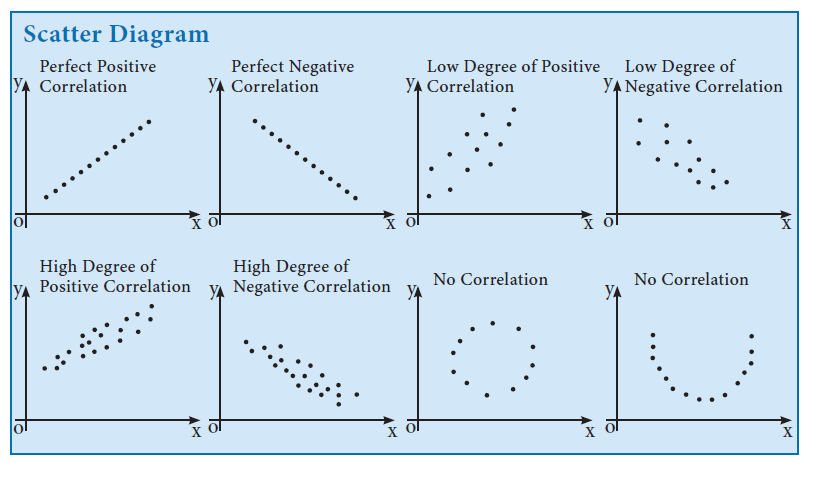 Scatter Diagram
Perfect Positive
Correlation
y
o
x
Perfect Negative
Correlation
y
o
x
Low Degree of Positive
Correlation
y
o
x
Low Degree of
Negative Correlation
y
o
x
High Degree of
Positive Correlation
y
o
x
High Degree of
Negative Correlation
y
o
x
No Correlation
y
o
x
No Correlation
y
o
x